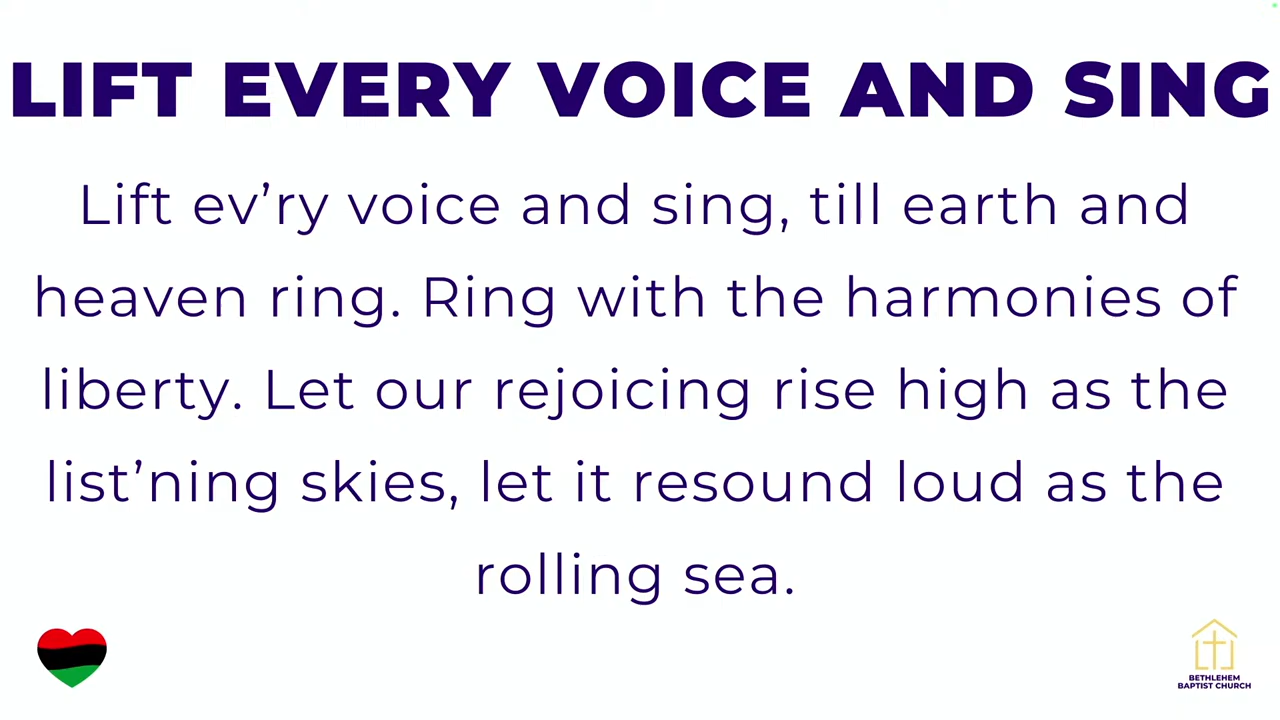 LIFT EVERY VOICE AND SING
Lift ev’ry voice and sing, till earth and
heaven ring. Ring with the harmonies of
liberty. Let our rejoicing rise high as the
list’ning skies, let it resound loud as the
rolling sea.
BETHLEHEM
BAPTIST CHURCH